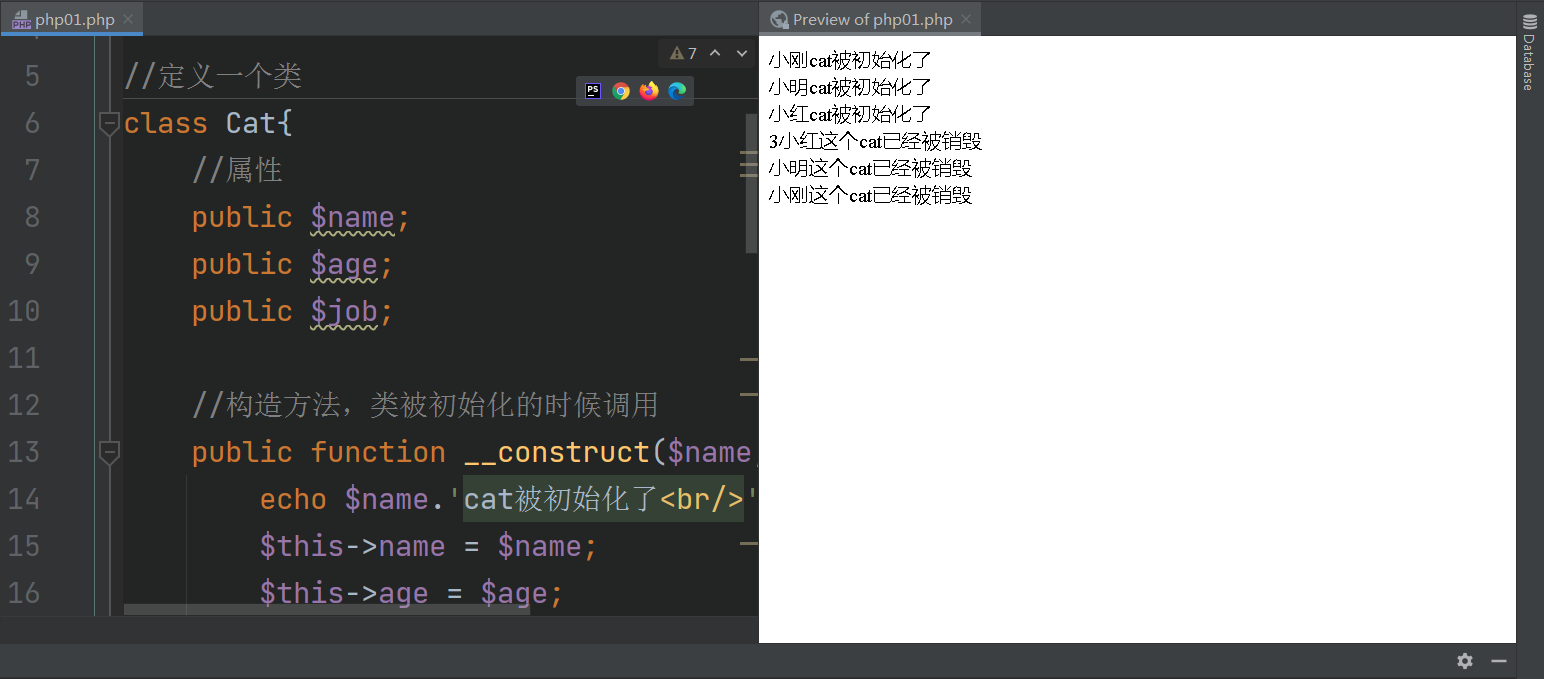 php01.php
Preview of php01.php
Database
7
5 //定义一个类
6 class Cat{
7 //属性
8 public $name;
9 public $age;
10 public $job;
11
12 //构造方法，类被初始化的时候调用
13 public function __construct($name,
14 echo $name.'cat被初始化了<br/>'
15 $this->name = $name;
16 $this->age = $age;
小刚cat被初始化了
小明cat被初始化了
小红cat被初始化了
3小红这个cat已经被销毁
小明这个cat已经被销毁
小刚这个cat已经被销毁